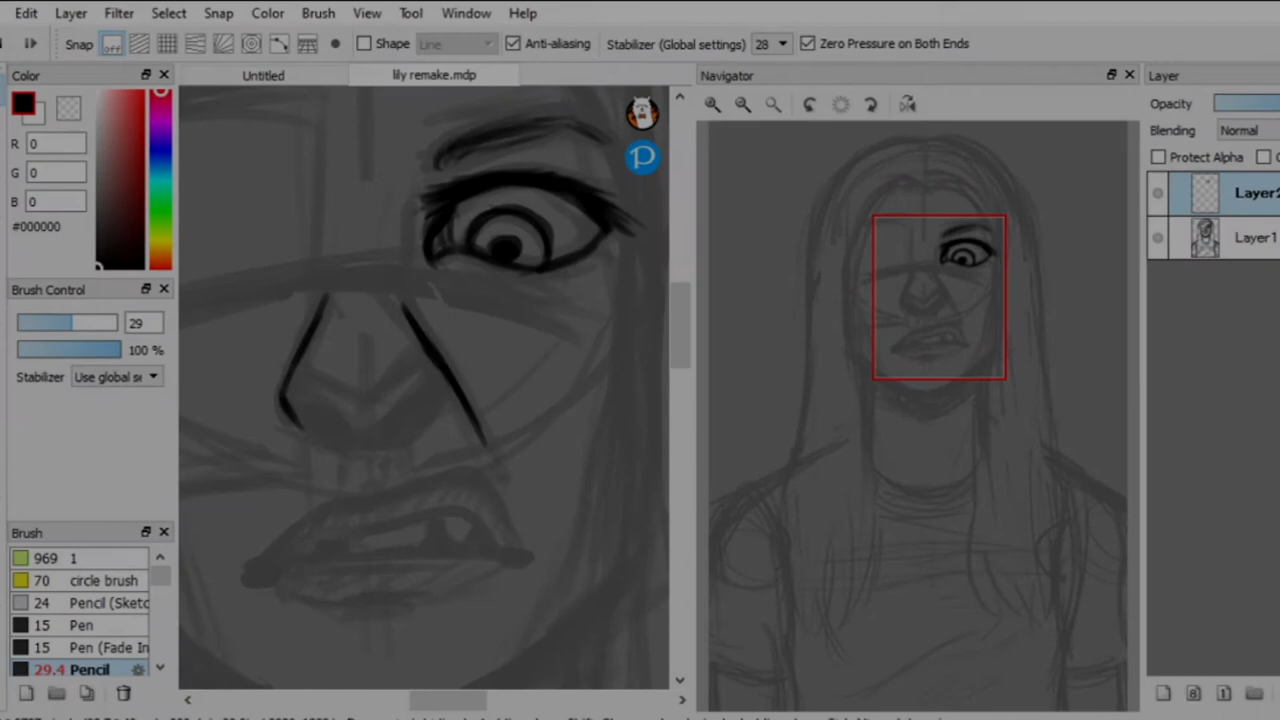 Edit Layer Filter Select Snap Color Brush View Tool Window Help
Snap off Shape Line Anti-aliasing Stabilizer (Global settings) 28 Zero Pressure on Both Ends
Color
Untitled
lily remake.mdp
Navigator
Layer
R 0
G 0
B 0
#000000
Opacity
Blending Normal
Protect Alpha
Layer2
Layer1
Brush Control
29
100 %
Stabilizer Use global se
Brush
969 1
70 circle brush
24 Pencil (Sketc
15 Pen
15 Pen (Fade In
29.4 Pencil